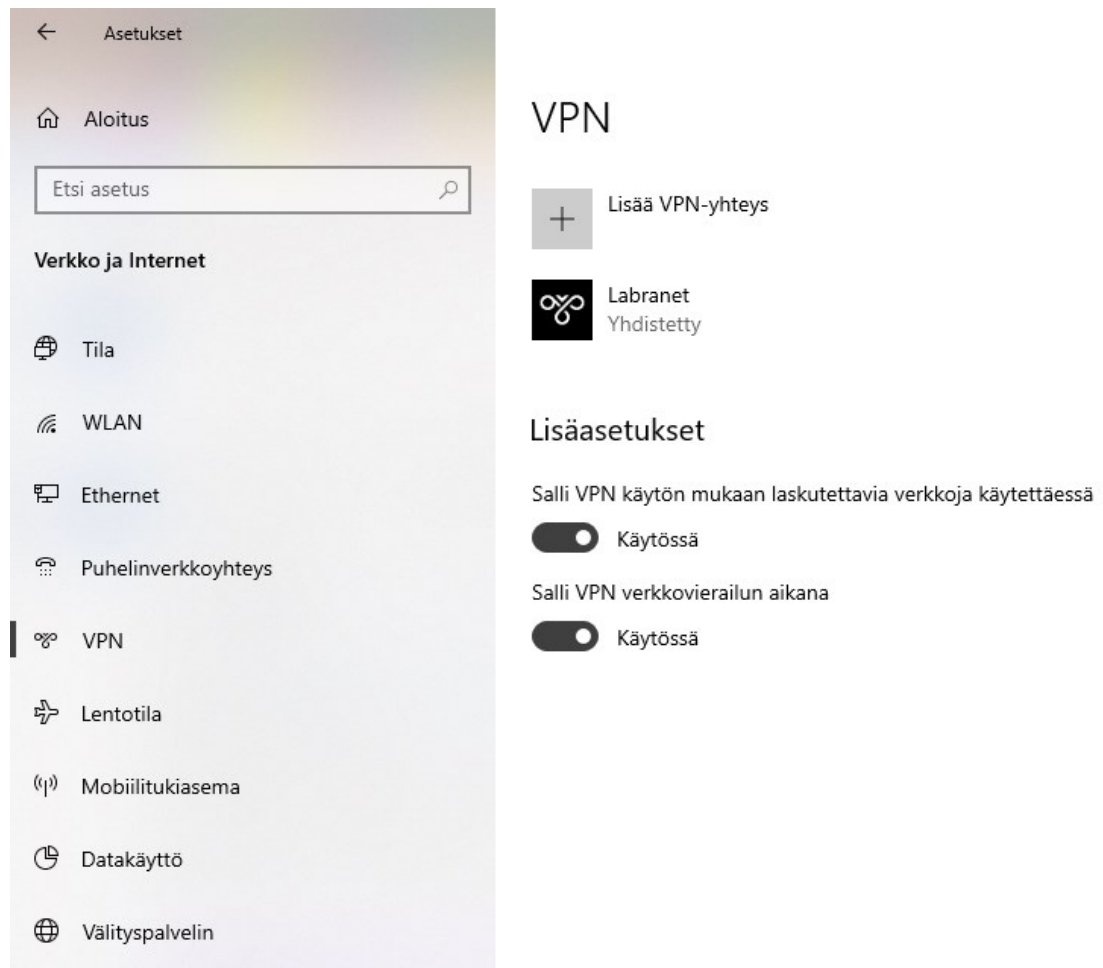 Asetukset
Aloitus
Etsi asetus
Verkko ja Internet
Tila
WLAN
Ethernet
Puhelinverkkoyhteys
VPN
Lentotila
Mobiilitukiasema
Datakäyttö
Välityspalvelin
VPN
Lisää VPN-yhteys
Labranet
Yhdistetty
Lisäasetukset
Salli VPN käytön mukaan laskutettavia verkkoja käytettäessä
Käytössä
Salli VPN verkkovierailun aikana
Käytössä